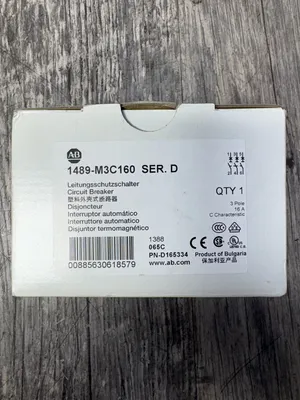 AB
1489-M3C160 SER. D
Leitungsschutzschalter
Circuit Breaker
塑料外壳式断路器
Disjoncteur
Interruptor automático
Interruttore automatico
Disjuntor termomagnético
QTY 1
3 Pole
16 A
C Characteristic
00885630618579
1388
065C
PN-D165334
www.ab.com
Product of Bulgaria
保加利亚产品